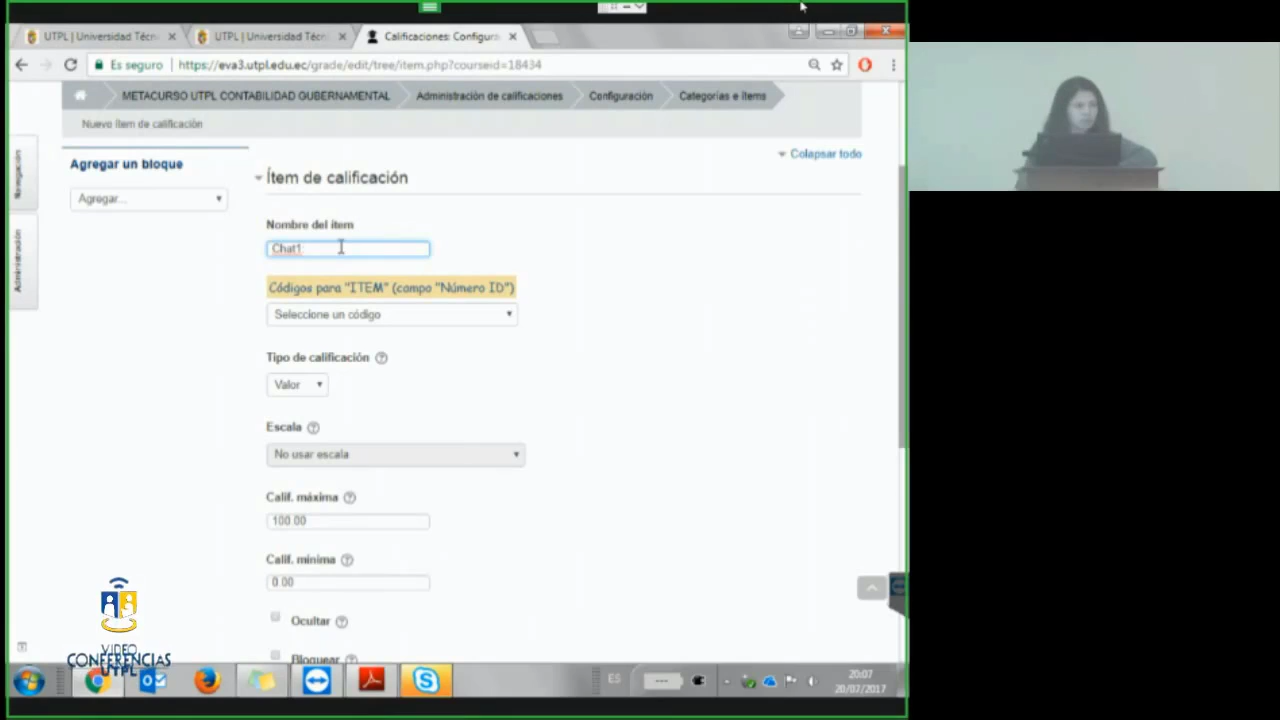 UTPL | Universidad Técni
UTPL | Universidad Técni
Calificaciones: Configura
Es seguro
https://eva3.utpl.edu.ec/grade/edit/tree/item.php?courseid=18434
METACURSO UTPL CONTABILIDAD GUBERNAMENTAL
Administración de calificaciones
Configuración
Categorías e ítems
Nuevo ítem de calificación
Navegación
Administración
Agregar un bloque
Agregar...
Colapsar todo
Ítem de calificación
Nombre del ítem
Chat1:
Códigos para "ITEM" (campo "Número ID")
Seleccione un código
Tipo de calificación
Valor
Escala
No usar escala
Calif. máxima
100.00
Calif. mínima
0.00
Ocultar
Bloquear
VIDEO
CONFERENCIAS
UTPL
ES
20:07
20/07/2017